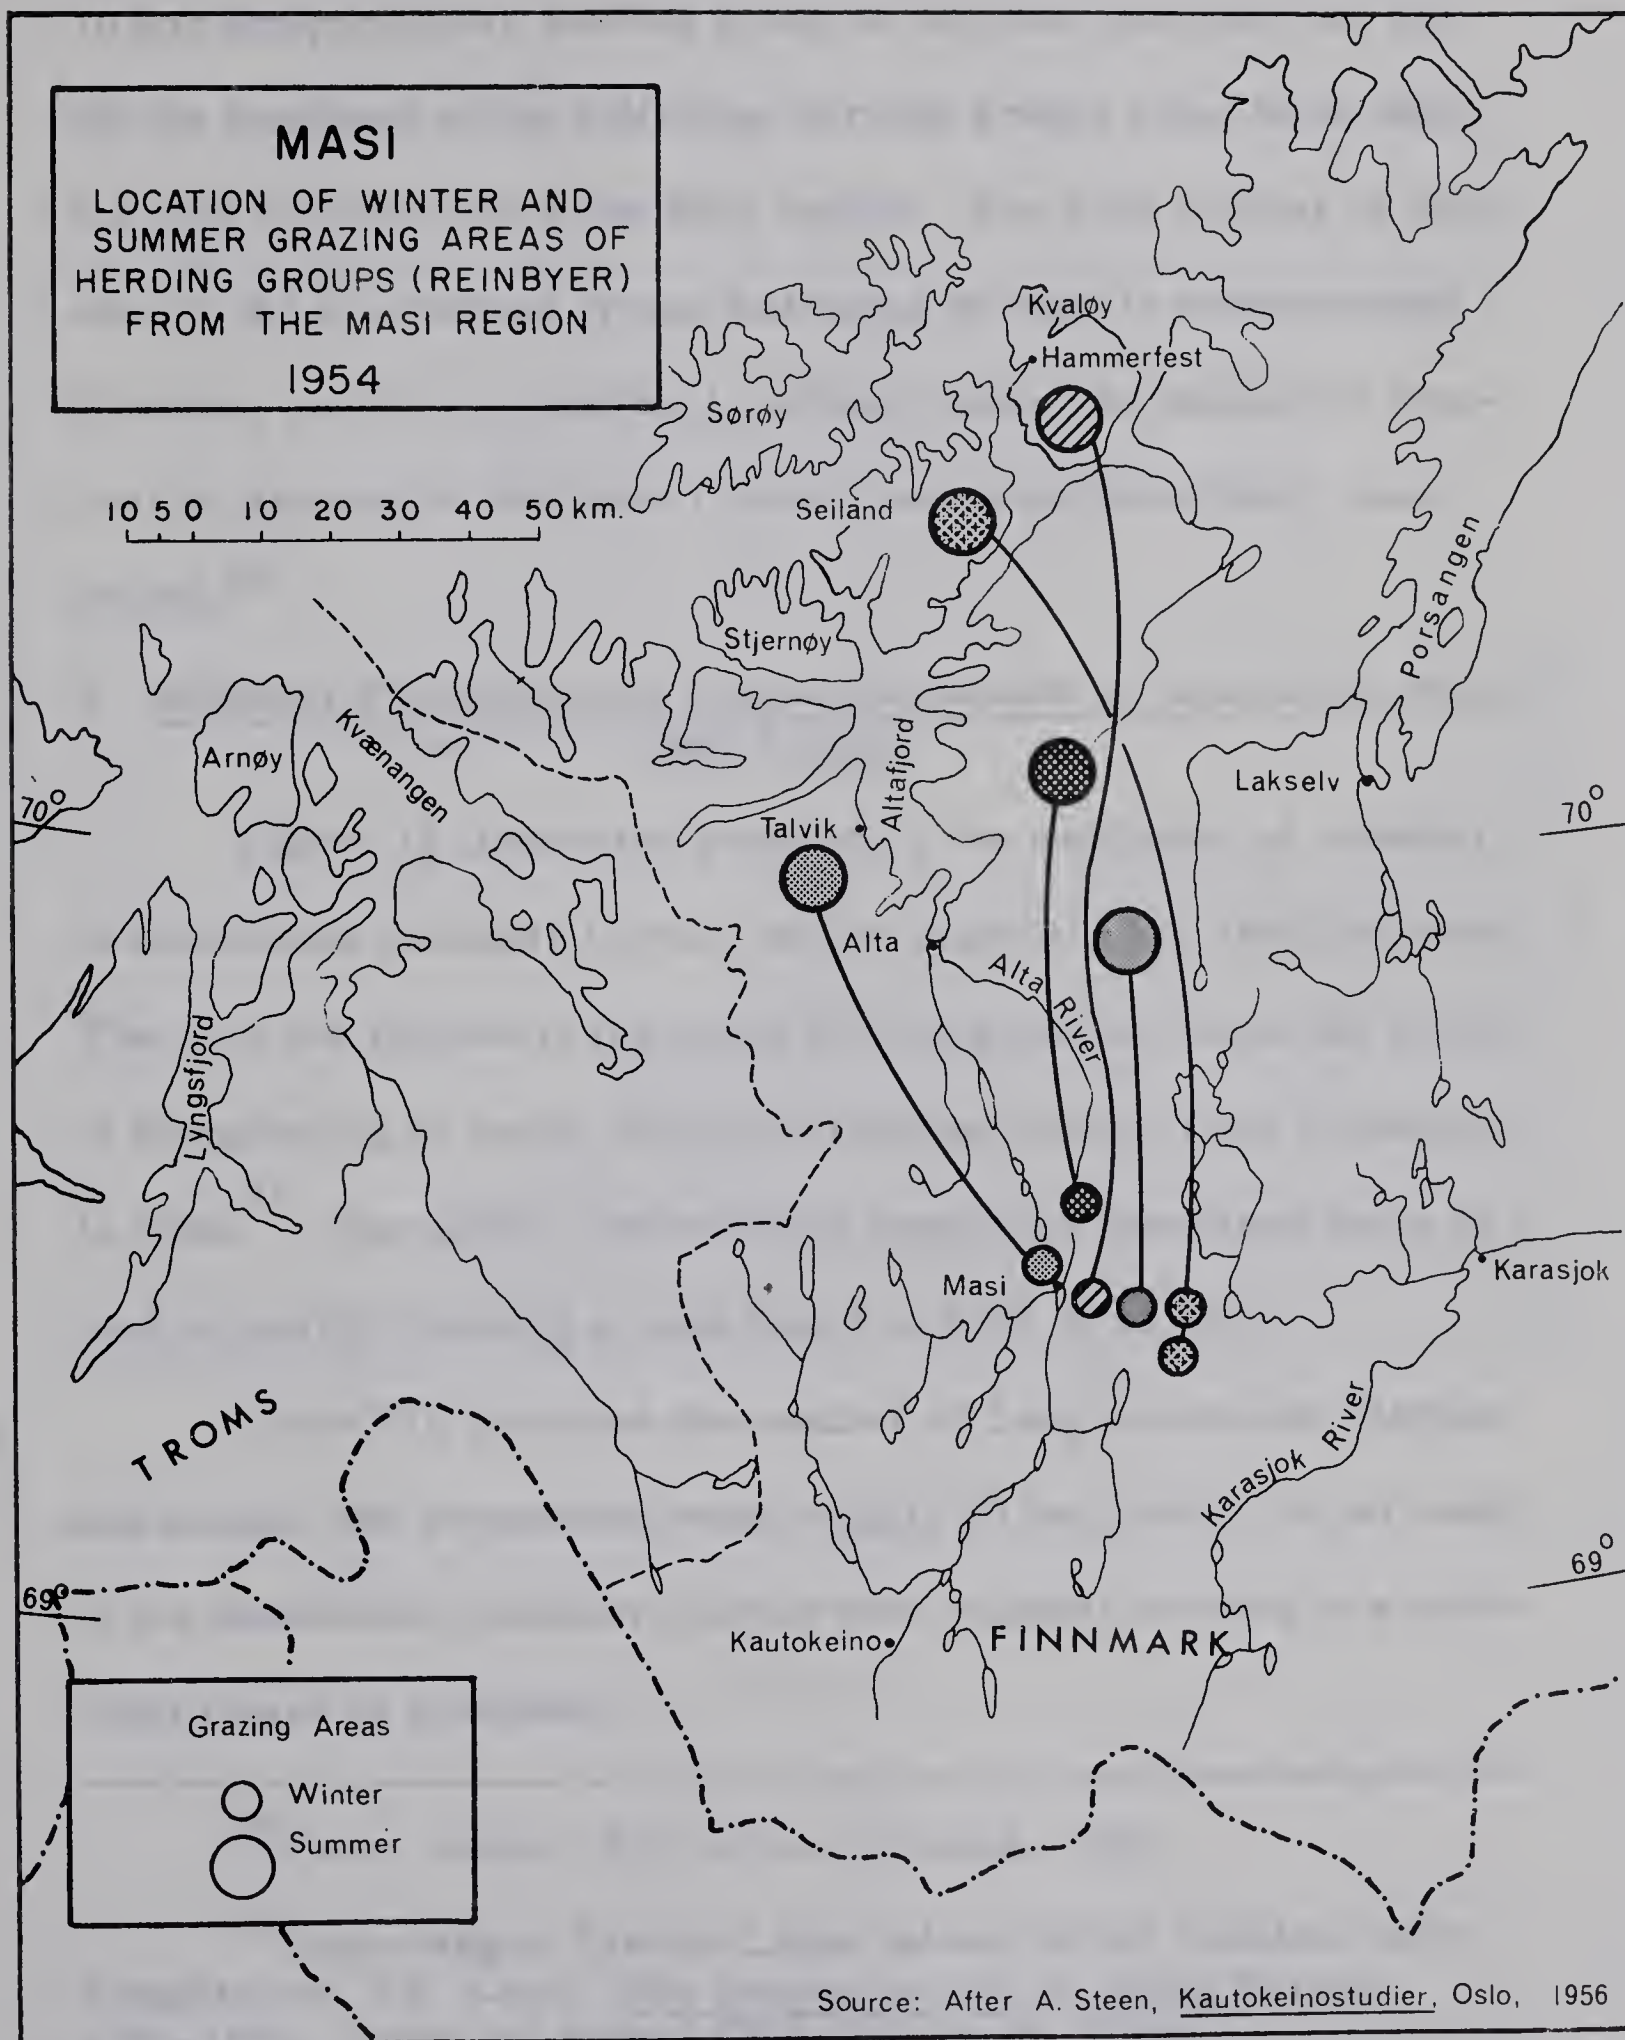 MASI
LOCATION OF WINTER AND
SUMMER GRAZING AREAS OF
HERDING GROUPS (REINBYER)
FROM THE MASI REGION
1954
Kvaløy
Hammerfest
Sørøy
10 5 0 10 20 30 40 50 km.
Seiland
Porsangen
Stjernøy
Arnøy
Kvænangen
Altafjord
Lakselv
70°
70°
Talvik
Alta
Alta River
Lyngsfjord
Masi
Karasjok
TROMS
Karasjok River
69°
69°
Kautokeino
FINNMARK
Grazing Areas
Winter
Summer
Source: After A. Steen, Kautokeinostudier, Oslo, 1956